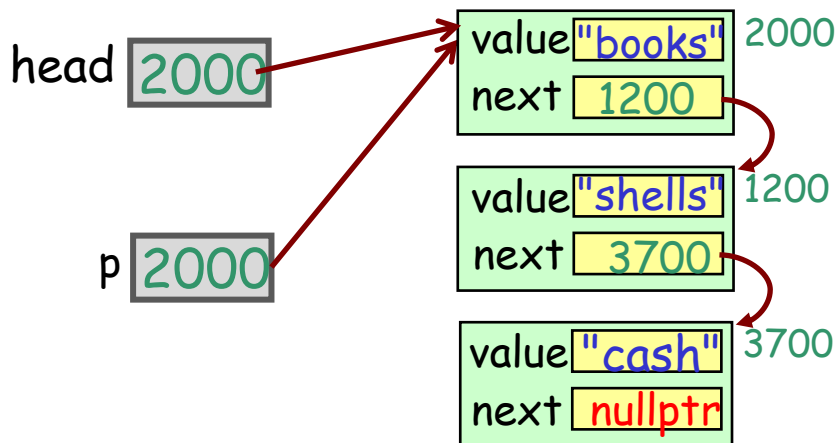 head 2000
p 2000
value "books" 2000
next 1200
value "shells" 1200
next 3700
value "cash" 3700
next nullptr